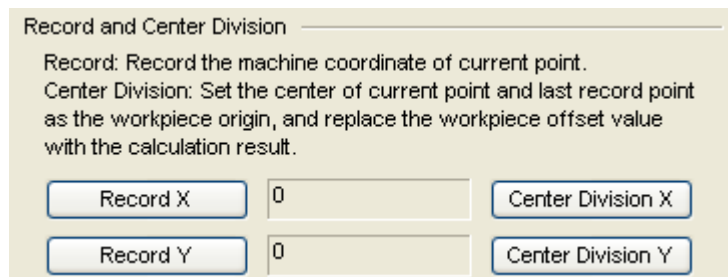 Record and Center Division
Record: Record the machine coordinate of current point.
Center Division: Set the center of current point and last record point
as the workpiece origin, and replace the workpiece offset value
with the calculation result.
Record X 0 Center Division X
Record Y 0 Center Division Y